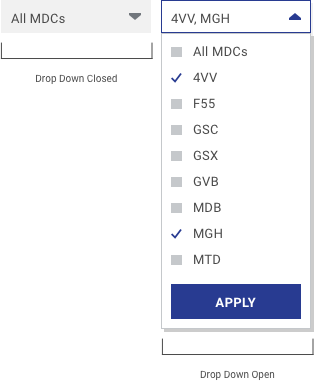 All MDCs
Drop Down Closed
4VV, MGH
All MDCs
4VV
F55
GSC
GSX
GVB
MDB
MGH
MTD
APPLY
Drop Down Open